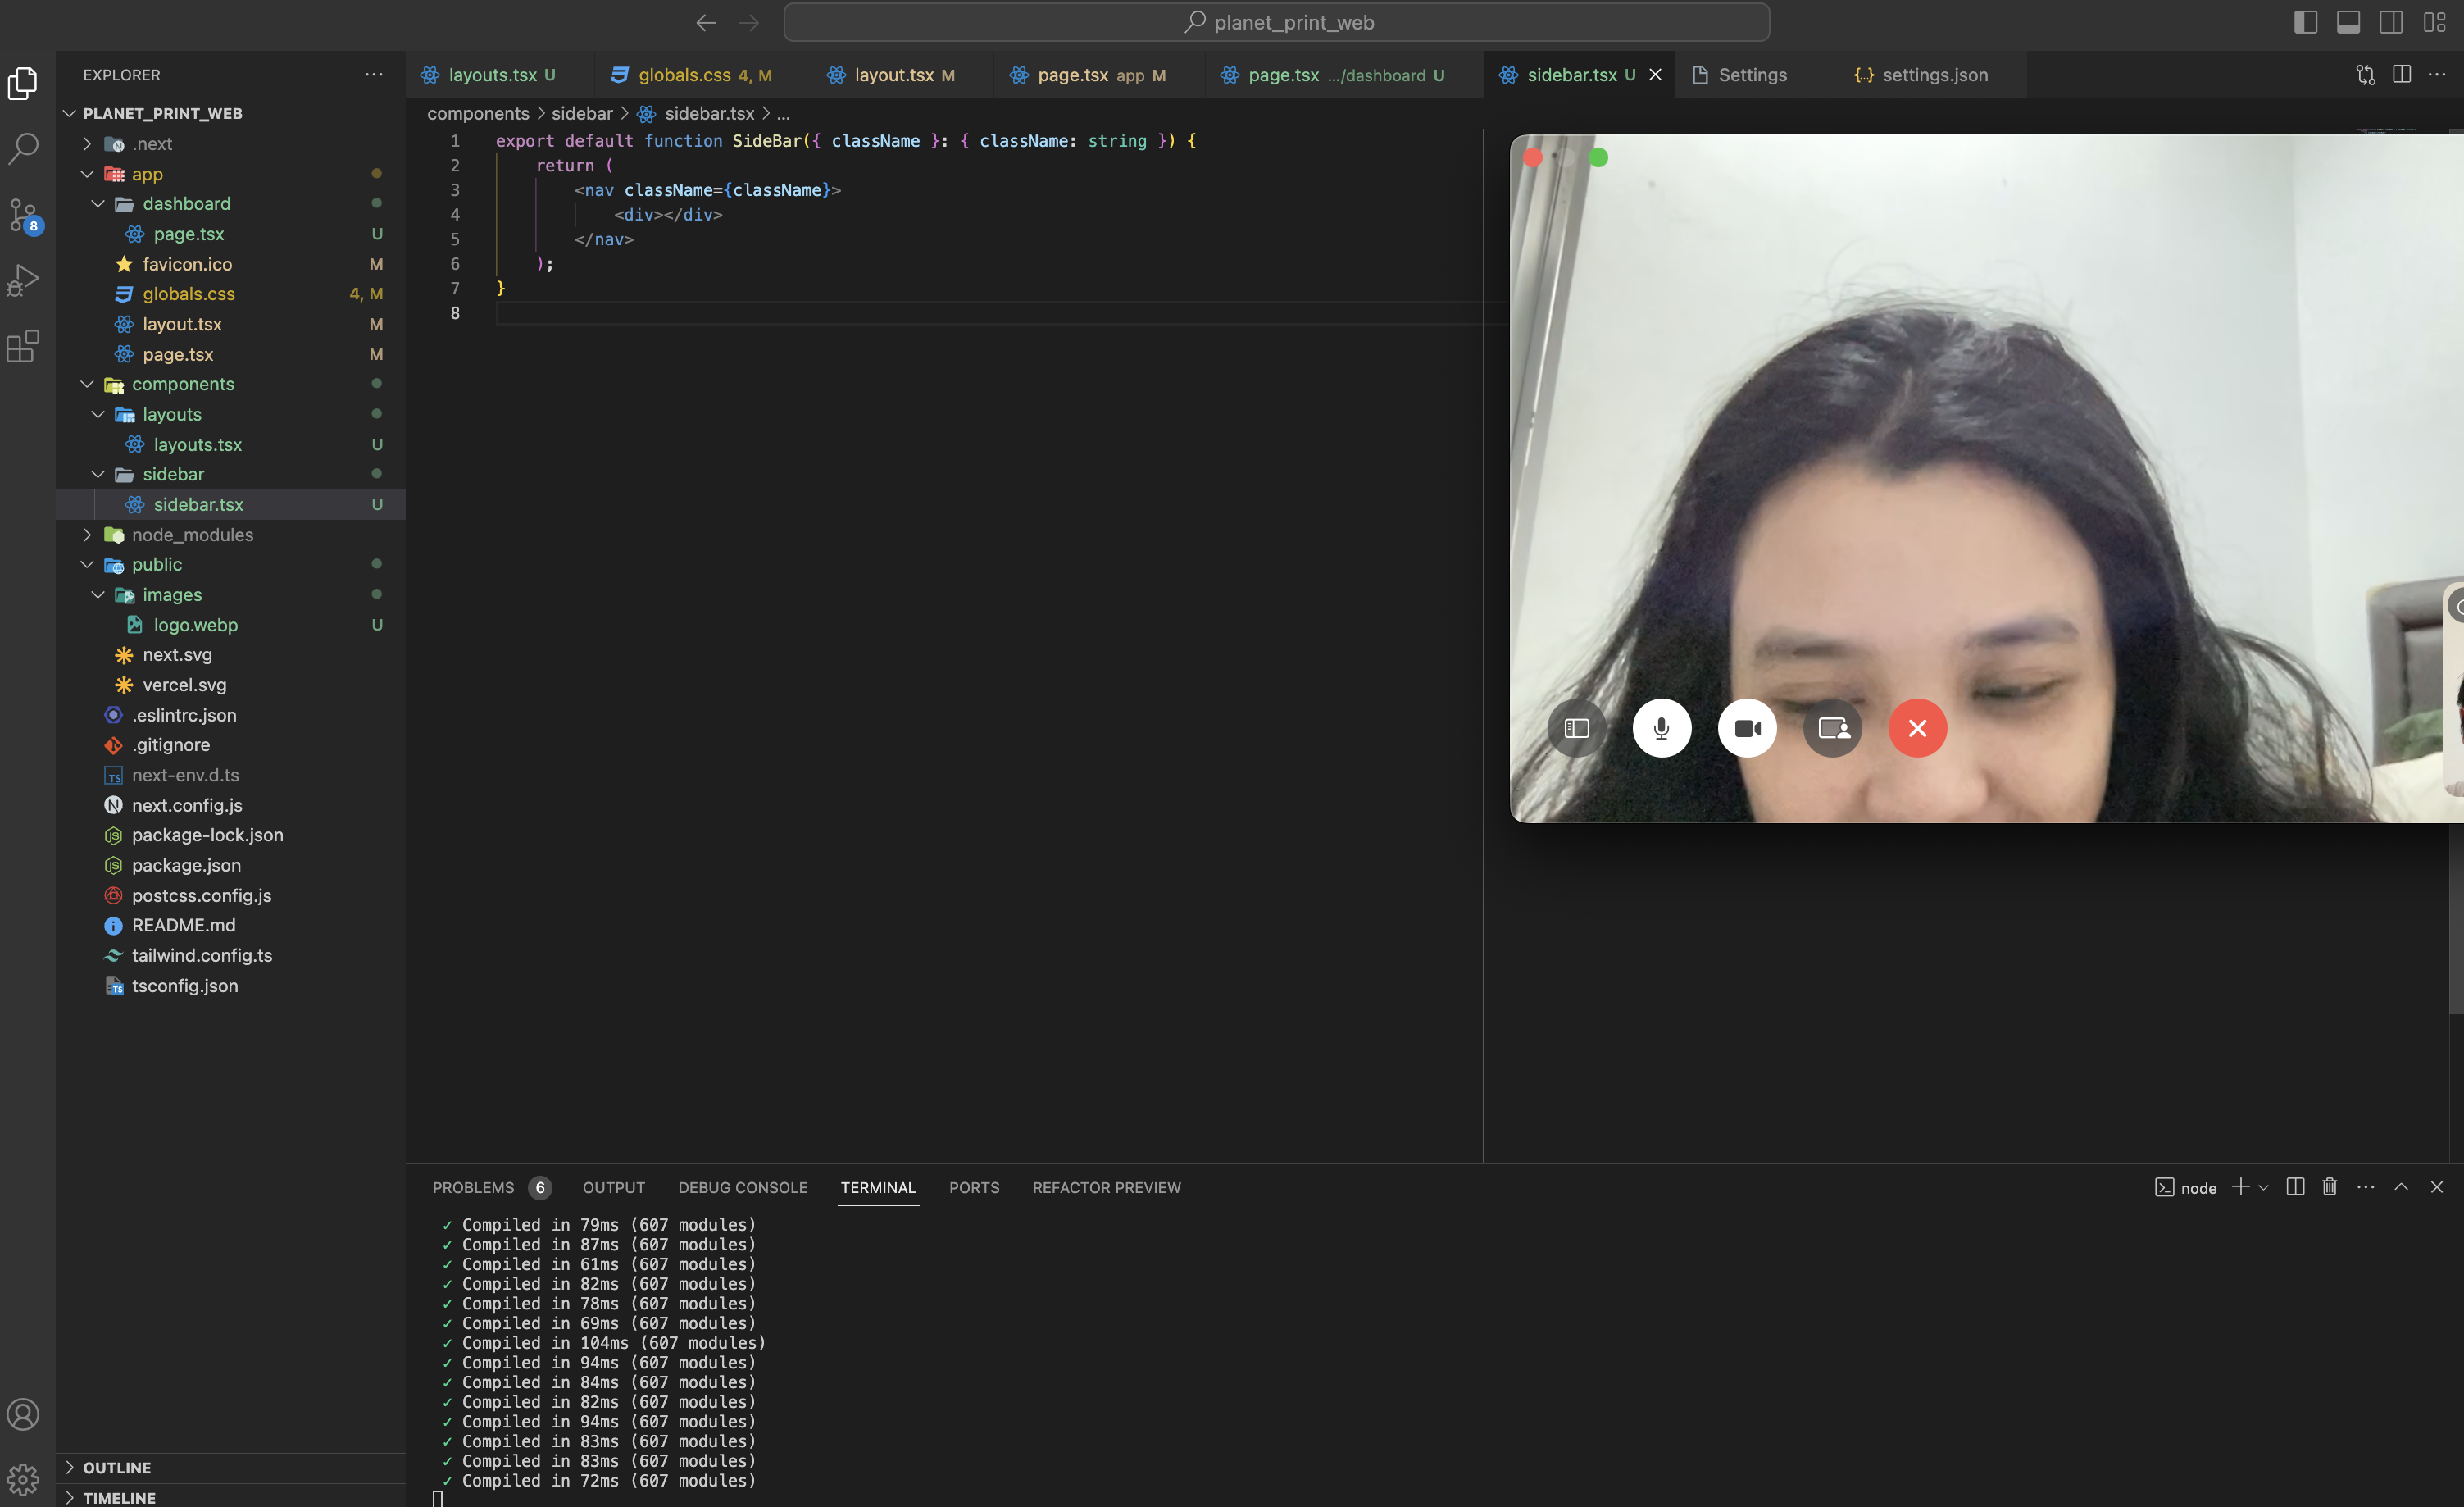 planet_print_web
EXPLORER
layouts.tsx U
globals.css 4, M
layout.tsx M
page.tsx app M
page.tsx .../dashboard U
sidebar.tsx U
Settings
settings.json
PLANET_PRINT_WEB
.next
app
dashboard
page.tsx U
favicon.ico M
globals.css 4, M
layout.tsx M
page.tsx M
components
layouts
layouts.tsx U
sidebar
sidebar.tsx U
node_modules
public
images
logo.webp U
next.svg
vercel.svg
.eslintrc.json
.gitignore
next-env.d.ts
next.config.js
package-lock.json
package.json
postcss.config.js
README.md
tailwind.config.ts
tsconfig.json
OUTLINE
TIMELINE
8
components > sidebar > sidebar.tsx > ...
1 export default function SideBar({ className }: { className: string }) {
2 return (
3 <nav className={className}>
4 <div></div>
5 </nav>
6 );
7 }
8
PROBLEMS 6 OUTPUT DEBUG CONSOLE TERMINAL PORTS REFACTOR PREVIEW
node
✓ Compiled in 79ms (607 modules)
✓ Compiled in 87ms (607 modules)
✓ Compiled in 61ms (607 modules)
✓ Compiled in 82ms (607 modules)
✓ Compiled in 78ms (607 modules)
✓ Compiled in 69ms (607 modules)
✓ Compiled in 104ms (607 modules)
✓ Compiled in 94ms (607 modules)
✓ Compiled in 84ms (607 modules)
✓ Compiled in 82ms (607 modules)
✓ Compiled in 94ms (607 modules)
✓ Compiled in 83ms (607 modules)
✓ Compiled in 83ms (607 modules)
✓ Compiled in 72ms (607 modules)